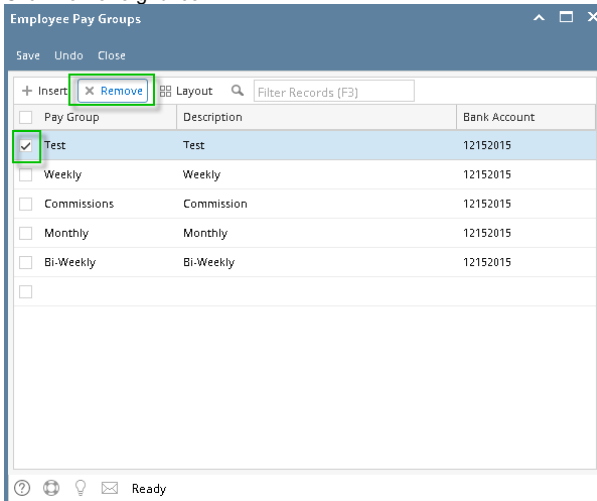 Employee Pay Groups
Save Undo Close
Insert Remove Layout Filter Records (F3)
Pay Group Description Bank Account
Test Test 12152015
Weekly Weekly 12152015
Commissions Commission 12152015
Monthly Monthly 12152015
Bi-Weekly Bi-Weekly 12152015
Ready